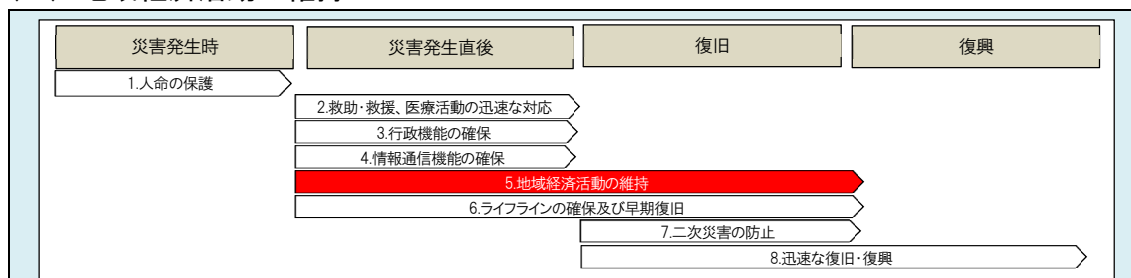 災害発生時
災害発生直後
復旧
復興
1.人命の保護
2.救助・救援、医療活動の迅速な対応
3.行政機能の確保
4.情報通信機能の確保
5.地域経済活動の維持
6.ライフラインの確保及び早期復旧
7.二次災害の防止
8.迅速な復旧・復興